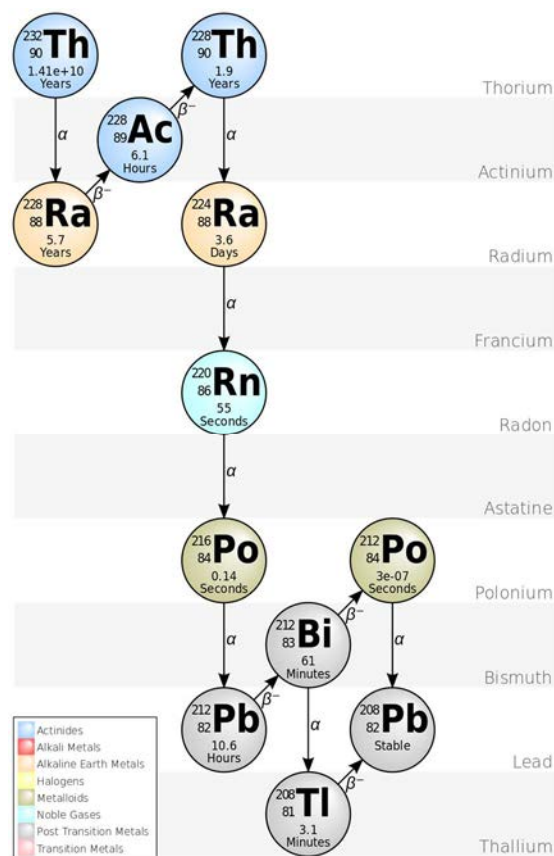 232
90
Th
1.41e+10
Years
228
90
Th
1.9
Years
Thorium
α
β⁻
228
89
Ac
6.1
Hours
α
Actinium
228
88
Ra
5.7
Years
β⁻
224
88
Ra
3.6
Days
Radium
α
Francium
220
86
Rn
55
Seconds
Radon
α
Astatine
216
84
Po
0.14
Seconds
212
84
Po
3e-07
Seconds
Polonium
α
212
83
Bi
61
Minutes
β⁻
α
Bismuth
212
82
Pb
10.6
Hours
β⁻
α
208
82
Pb
Stable
Lead
208
81
Tl
3.1
Minutes
β⁻
Thallium
Actinides
Alkali Metals
Alkaline Earth Metals
Halogens
Metalloids
Noble Gases
Post Transition Metals
Transition Metals